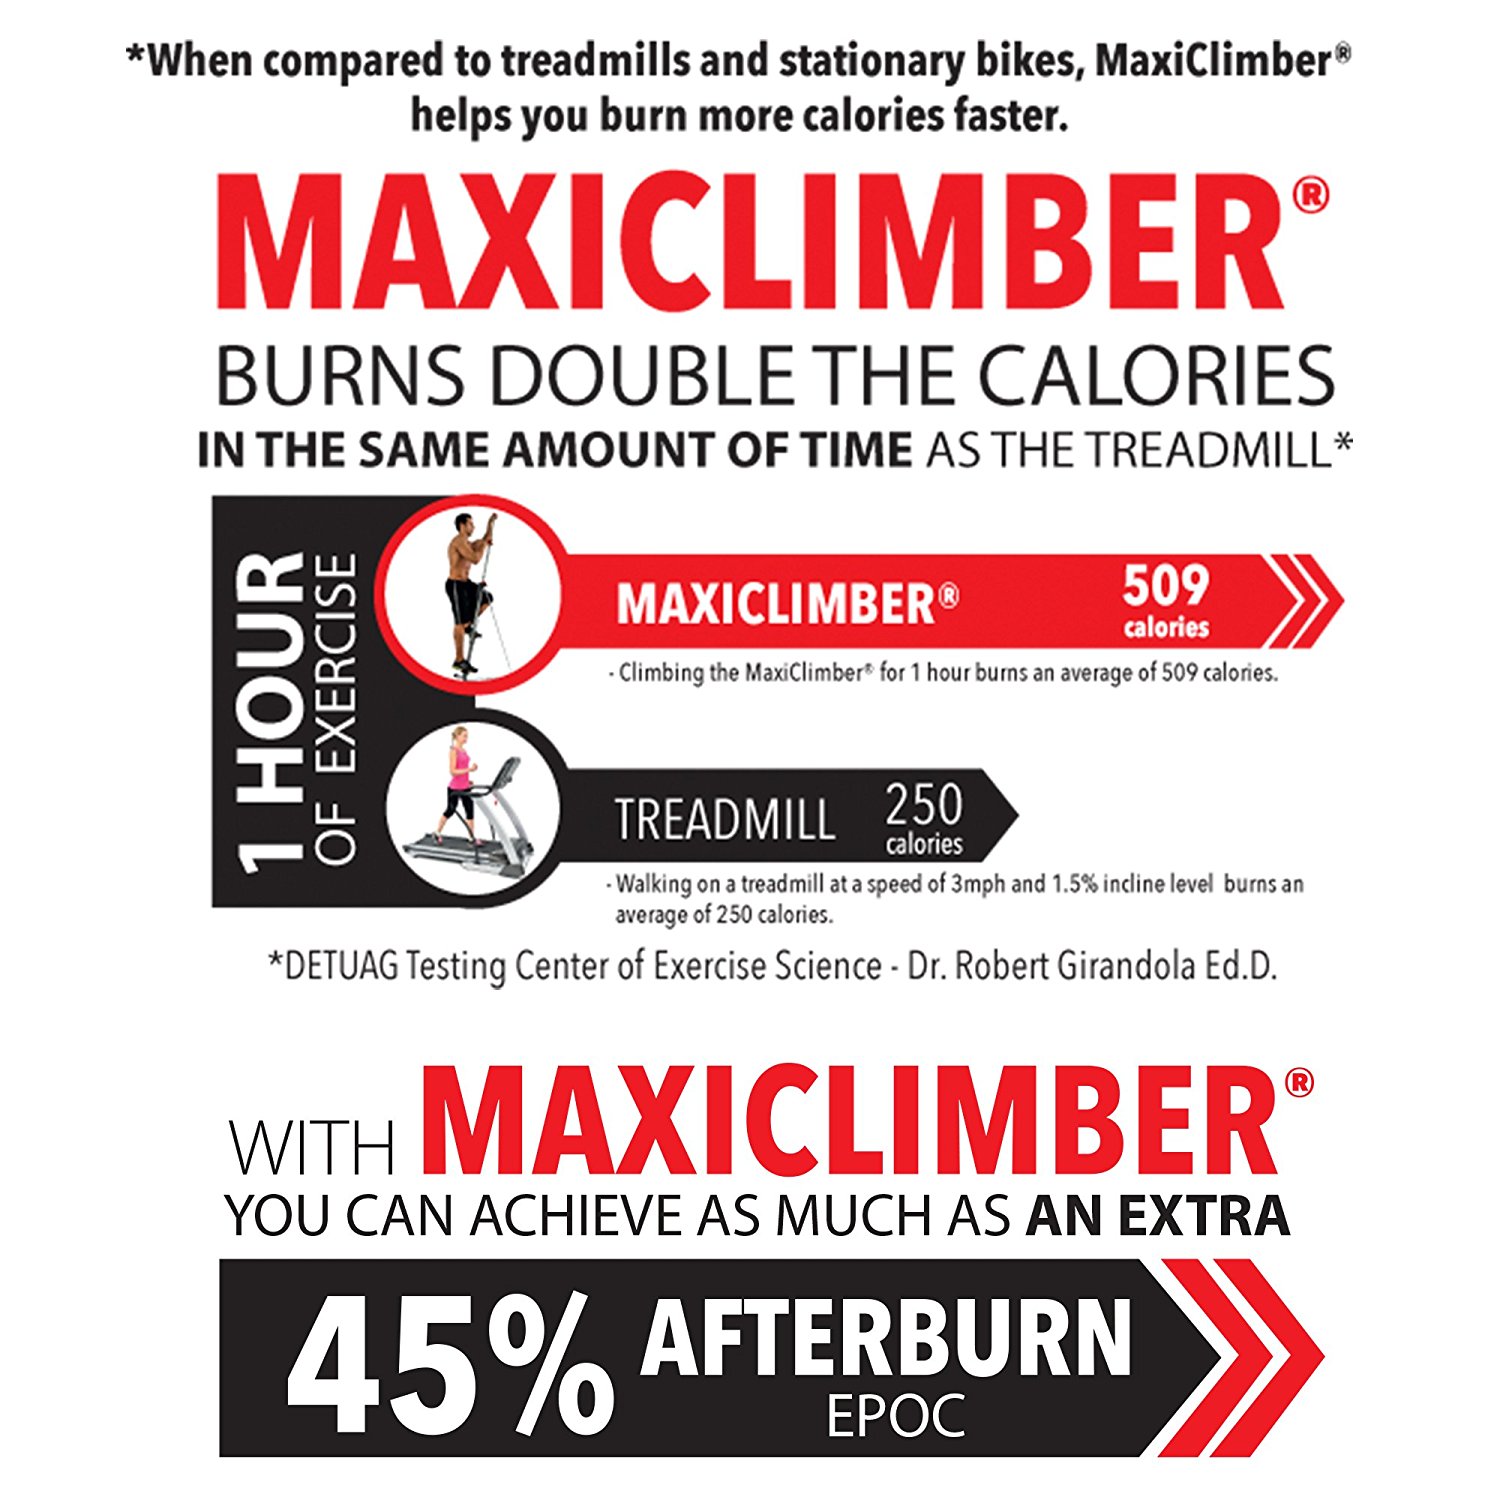 *When compared to treadmills and stationary bikes, MaxiClimber®
helps you burn more calories faster.
MAXICLIMBER®
BURNS DOUBLE THE CALORIES
IN THE SAME AMOUNT OF TIME AS THE TREADMILL*
1 HOUR
OF EXERCISE
MAXICLIMBER®
509
calories
- Climbing the MaxiClimber® for 1 hour burns an average of 509 calories.
TREADMILL
250
calories
- Walking on a treadmill at a speed of 3mph and 1.5% incline level burns an
average of 250 calories.
*DETUAG Testing Center of Exercise Science - Dr. Robert Girandola Ed.D.
WITH MAXICLIMBER®
YOU CAN ACHIEVE AS MUCH AS AN EXTRA
45% AFTERBURN
EPOC